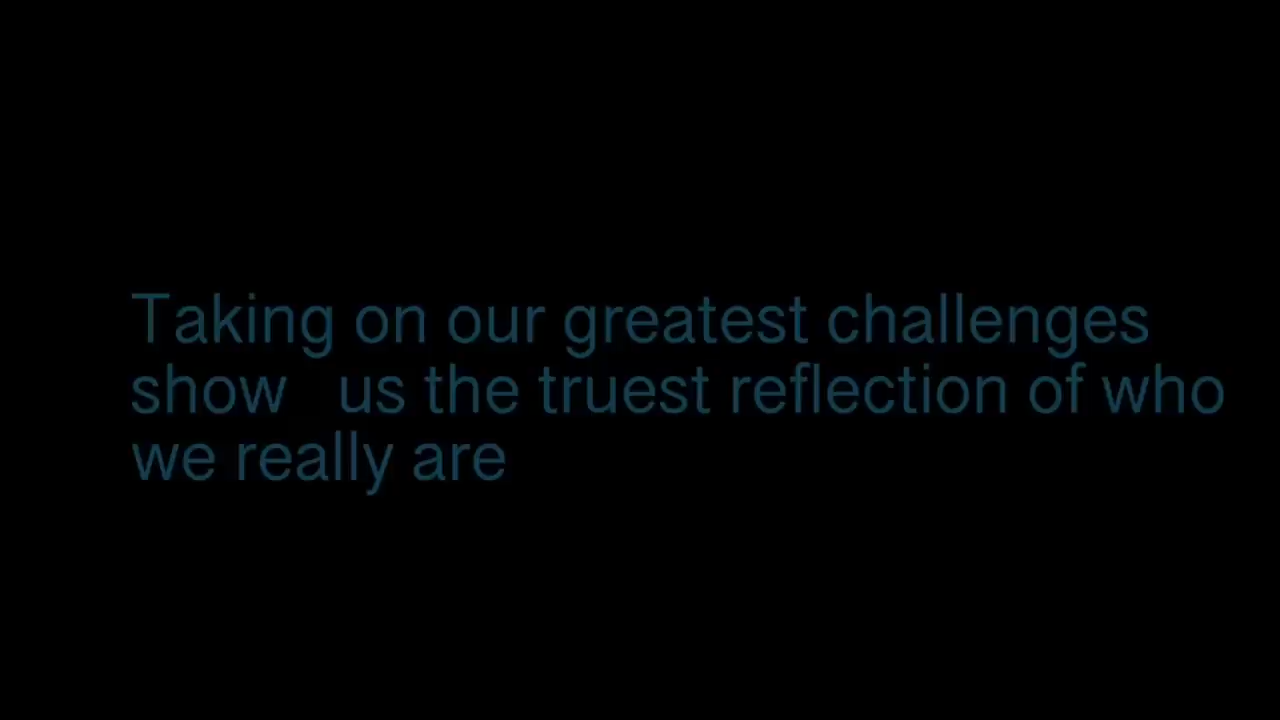 Taking on our greatest challenges
show   us the truest reflection of who
we really are